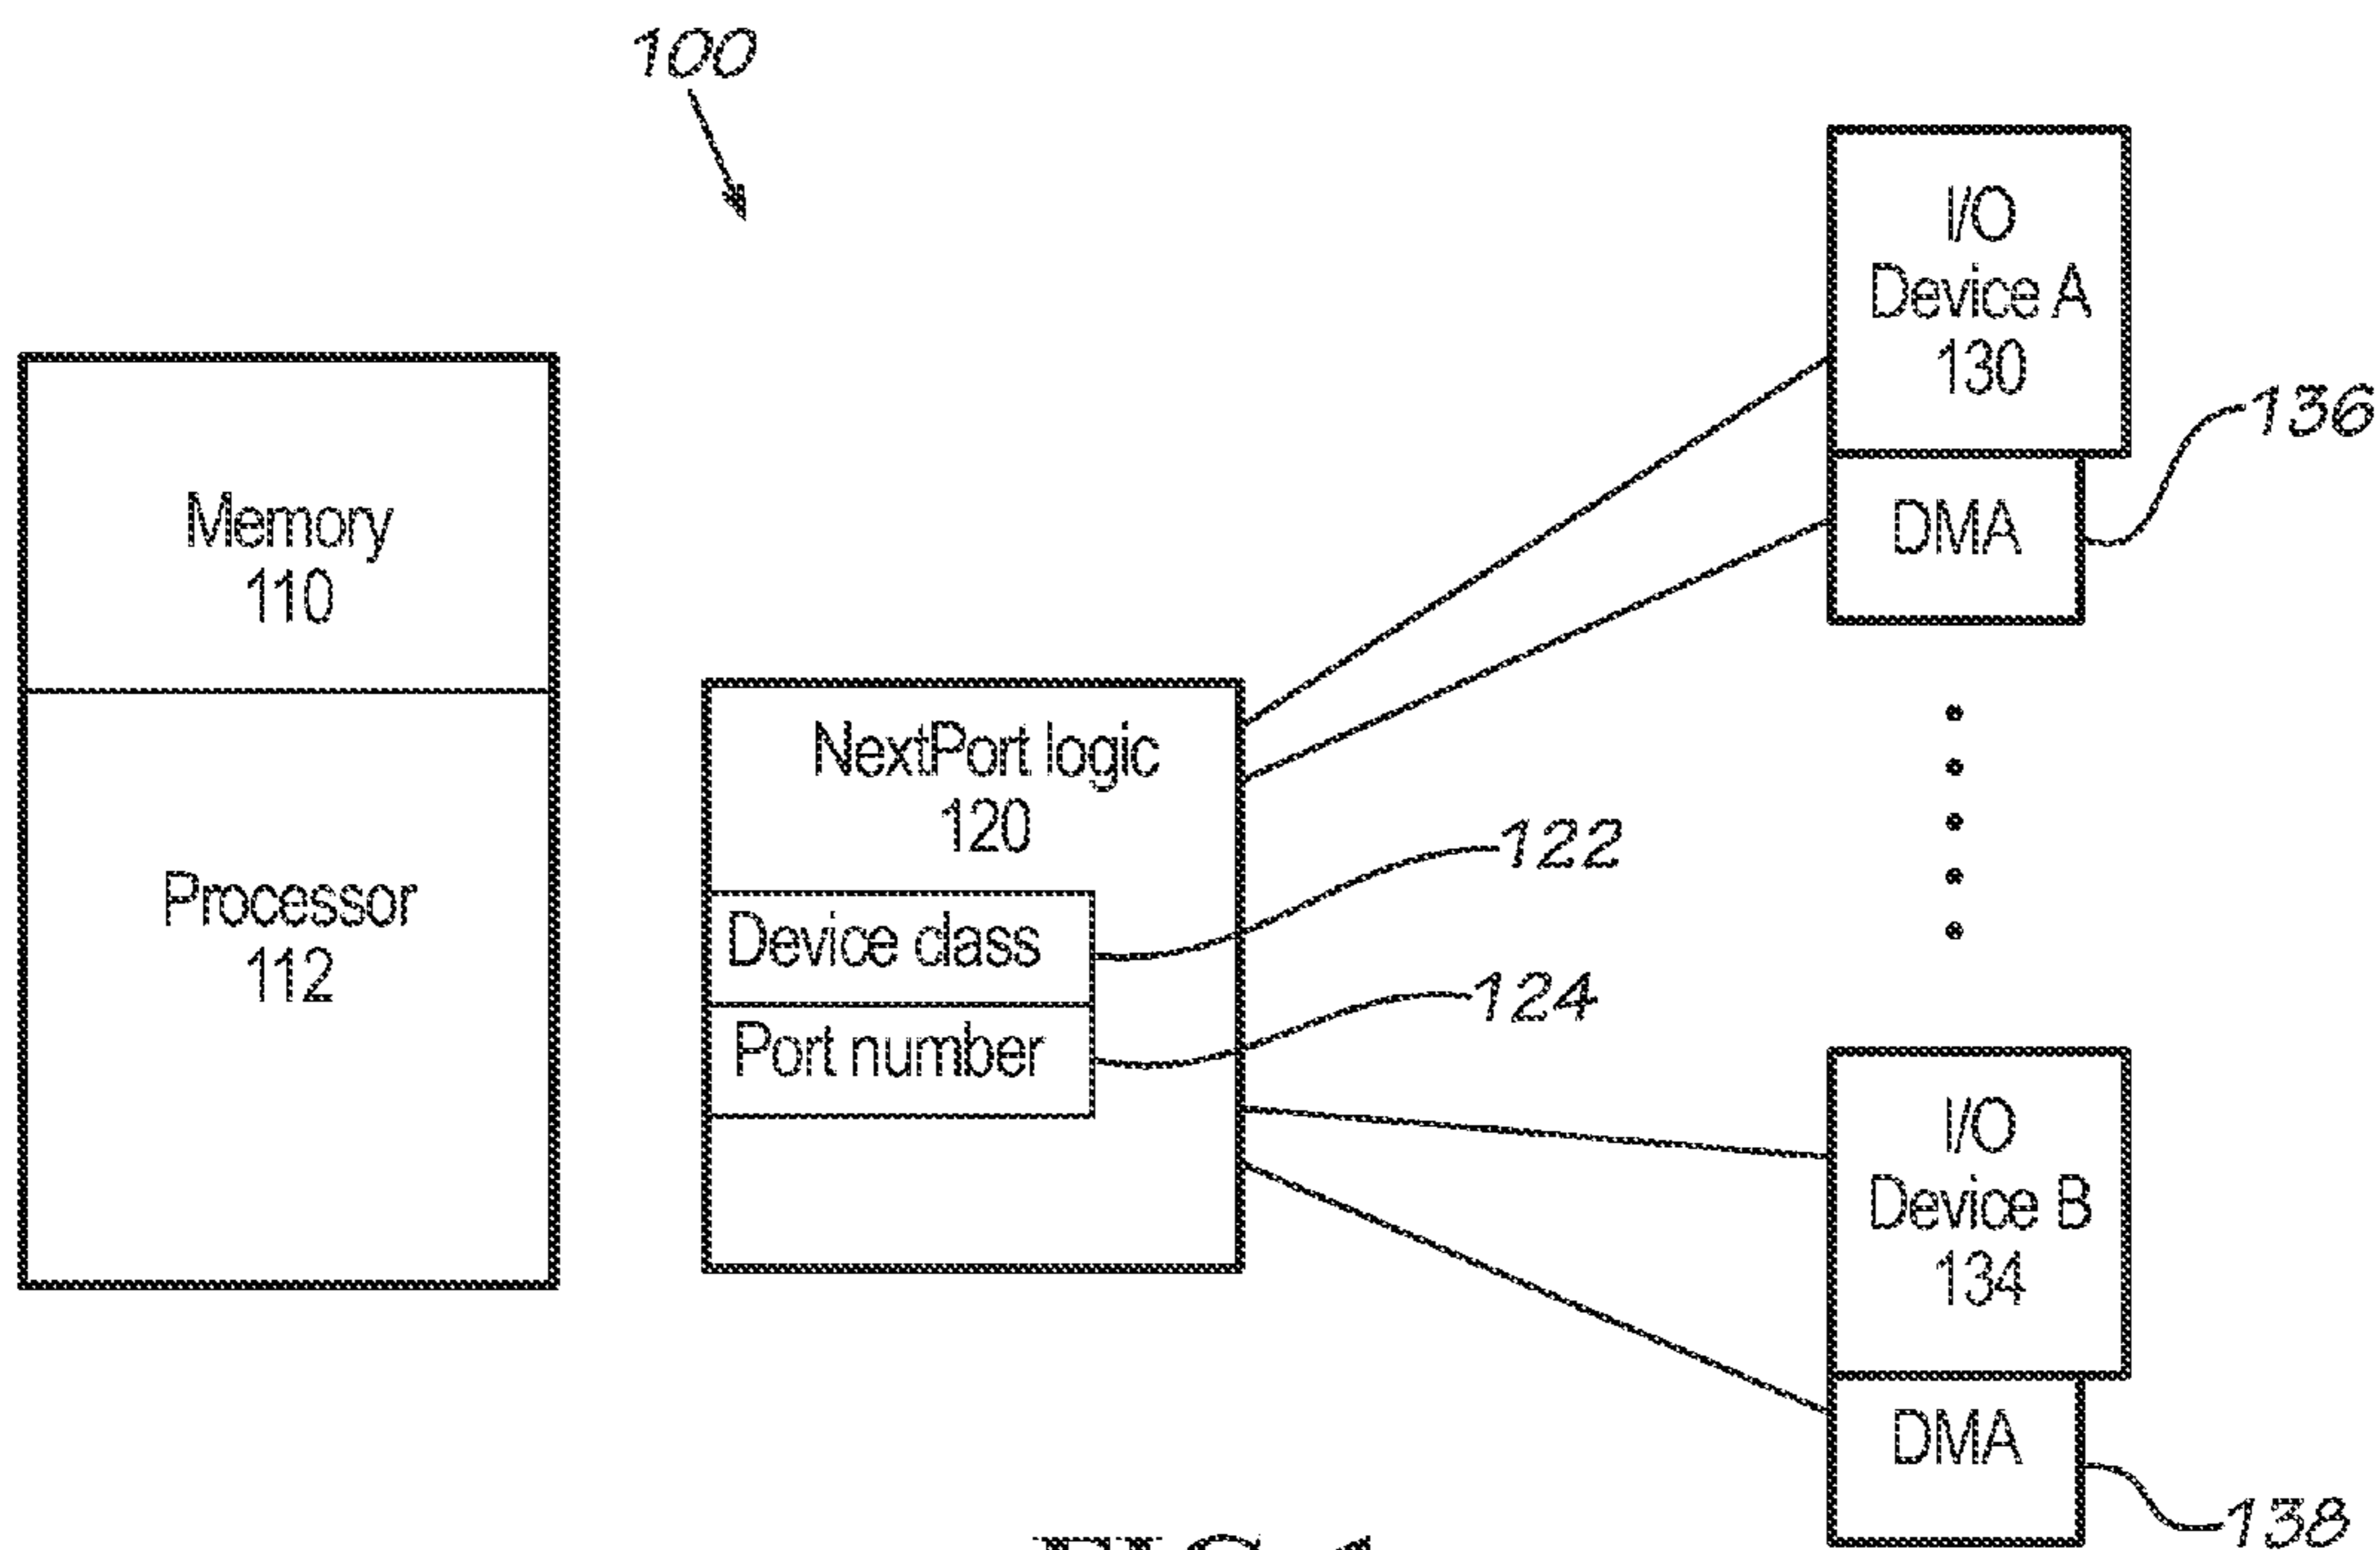 100
I/O
Device A
130
136
DMA
Memory
110
NextPort logic
120
122
Device class
Processor
112
124
Port number
I/O
Device B
134
DMA
138